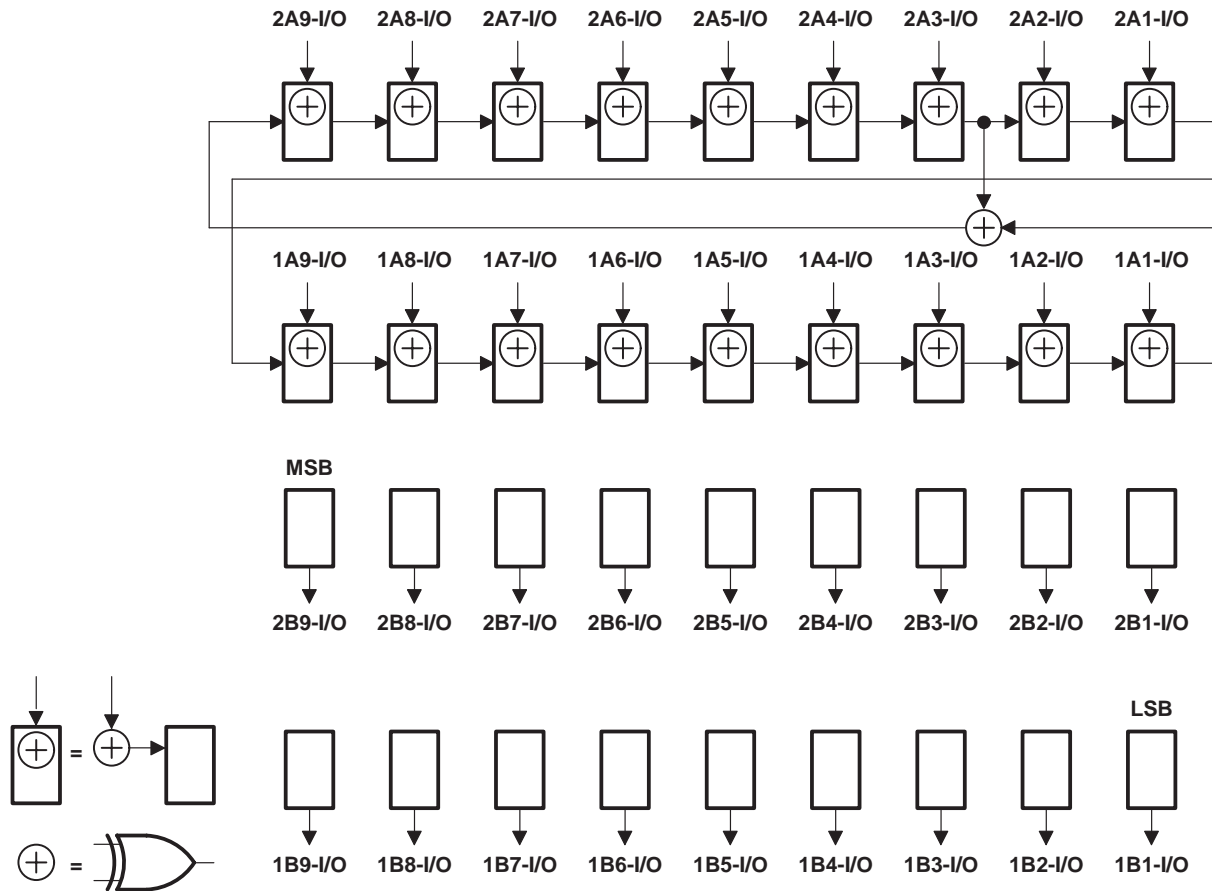 2A9-I/O 2A8-I/O 2A7-I/O 2A6-I/O 2A5-I/O 2A4-I/O 2A3-I/O 2A2-I/O 2A1-I/O
1A9-I/O 1A8-I/O 1A7-I/O 1A6-I/O 1A5-I/O 1A4-I/O 1A3-I/O 1A2-I/O 1A1-I/O
MSB
2B9-I/O 2B8-I/O 2B7-I/O 2B6-I/O 2B5-I/O 2B4-I/O 2B3-I/O 2B2-I/O 2B1-I/O
LSB
=
=
1B9-I/O 1B8-I/O 1B7-I/O 1B6-I/O 1B5-I/O 1B4-I/O 1B3-I/O 1B2-I/O 1B1-I/O